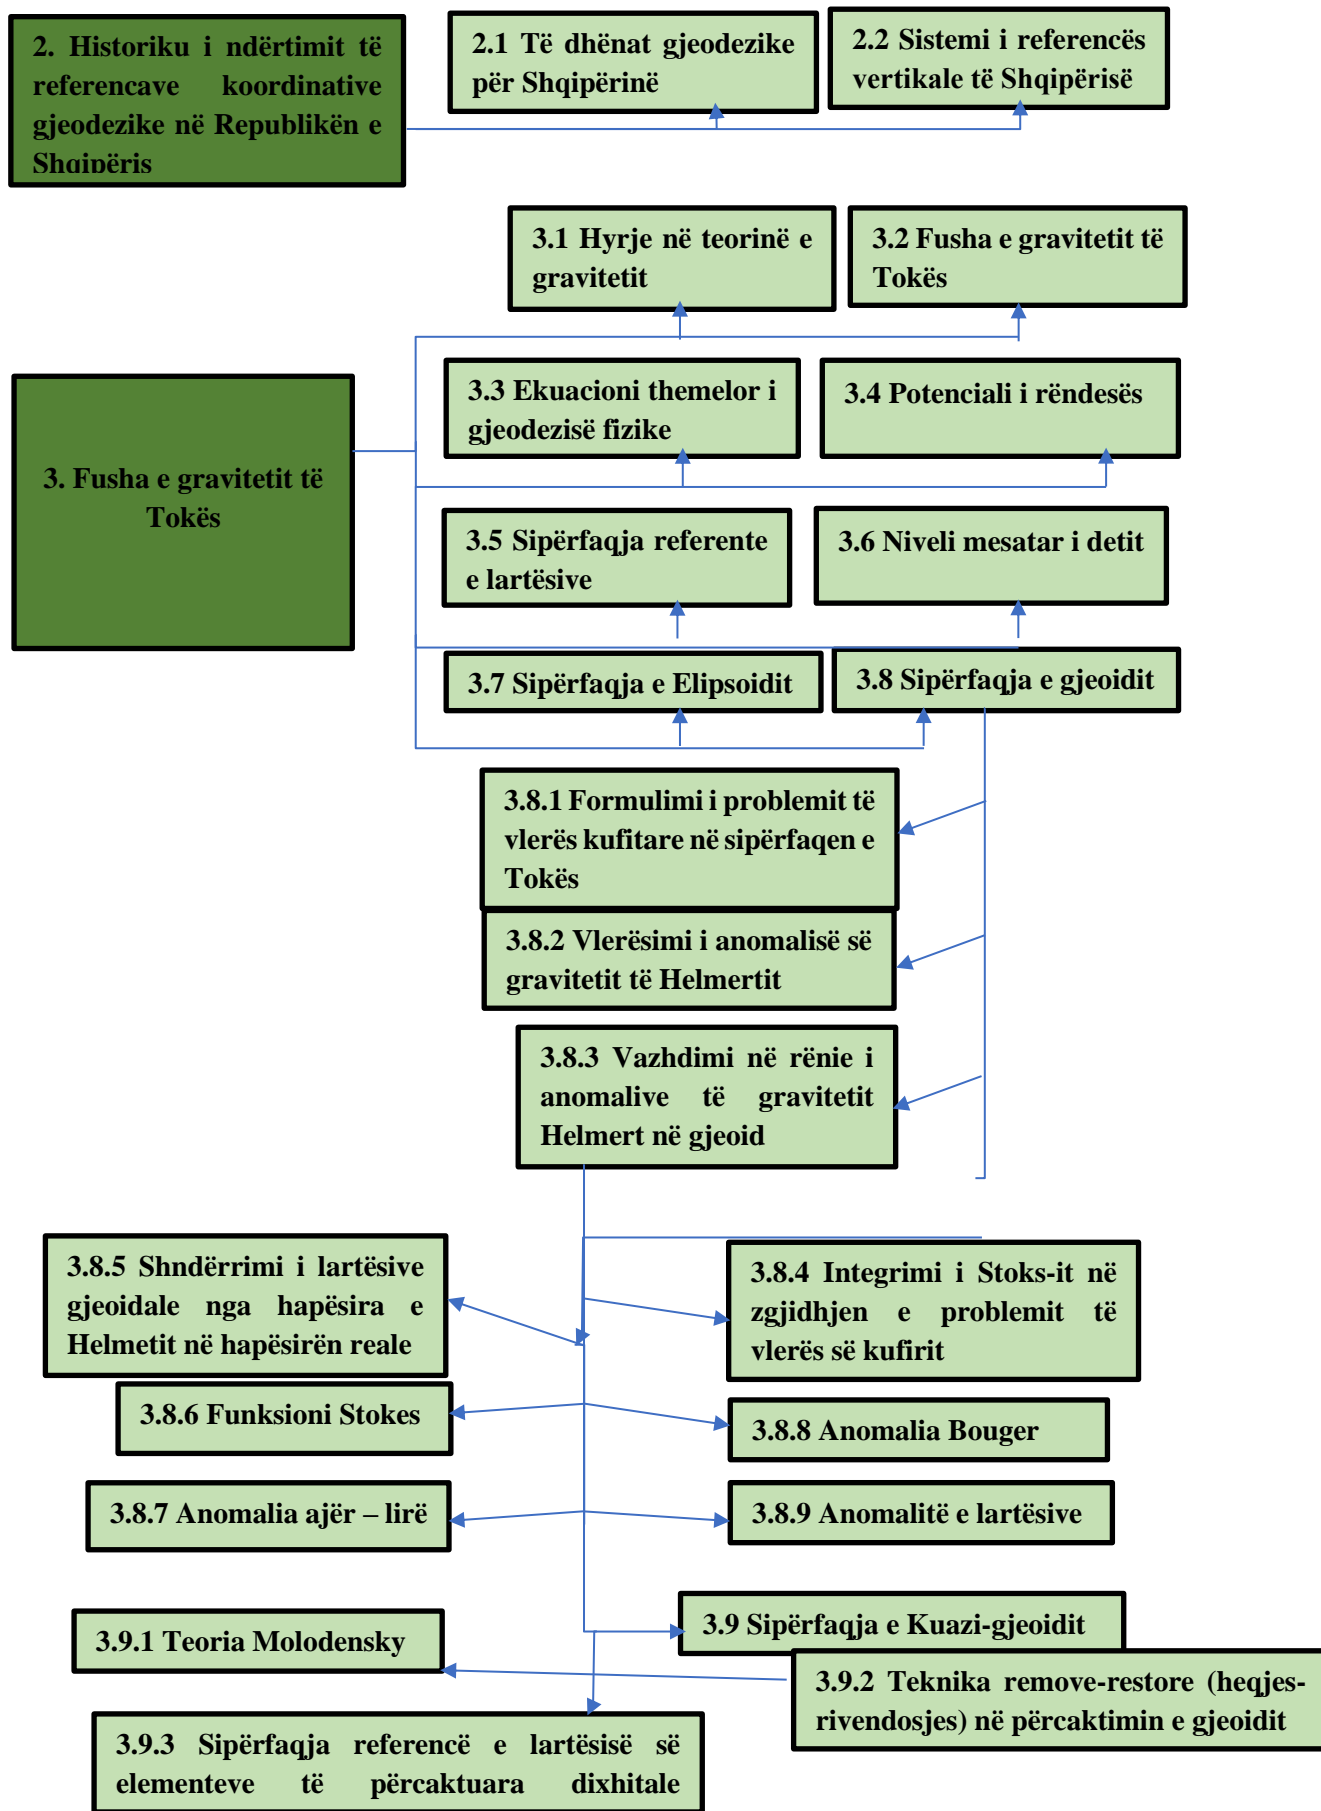 2. Historiku i ndërtimit të
referencave koordinative
gjeodezike në Republikën e
Shqipëris
2.1 Të dhënat gjeodezike
për Shqipërinë
2.2 Sistemi i referencës
vertikale të Shqipërisë
3.1 Hyrje në teorinë e
gravitetit
3.2 Fusha e gravitetit të
Tokës
3. Fusha e gravitetit të
Tokës
3.3 Ekuacioni themelor i
gjeodezisë fizike
3.4 Potenciali i rëndesës
3.5 Sipërfaqja referente
e lartësive
3.6 Niveli mesatar i detit
3.7 Sipërfaqja e Elipsoidit
3.8 Sipërfaqja e gjeoidit
3.8.1 Formulimi i problemit të
vlerës kufitare në sipërfaqen e
Tokës
3.8.2 Vlerësimi i anomalisë së
gravitetit të Helmertit
3.8.3 Vazhdimi në rënie i
anomalive të gravitetit
Helmert në gjeoid
3.8.5 Shndërrimi i lartësive
gjeoidale nga hapësira e
Helmetit në hapësirën reale
3.8.4 Integrimi i Stoks-it në
zgjidhjen e problemit të
vlerës së kufirit
3.8.6 Funksioni Stokes
3.8.8 Anomalia Bouger
3.8.7 Anomalia ajër – lirë
3.8.9 Anomalitë e lartësive
3.9.1 Teoria Molodensky
3.9 Sipërfaqja e Kuazi-gjeoidit
3.9.2 Teknika remove-restore (heqjes-
rivendosjes) në përcaktimin e gjeoidit
3.9.3 Sipërfaqja referencë e lartësisë së
elementeve të përcaktuara dixhitale